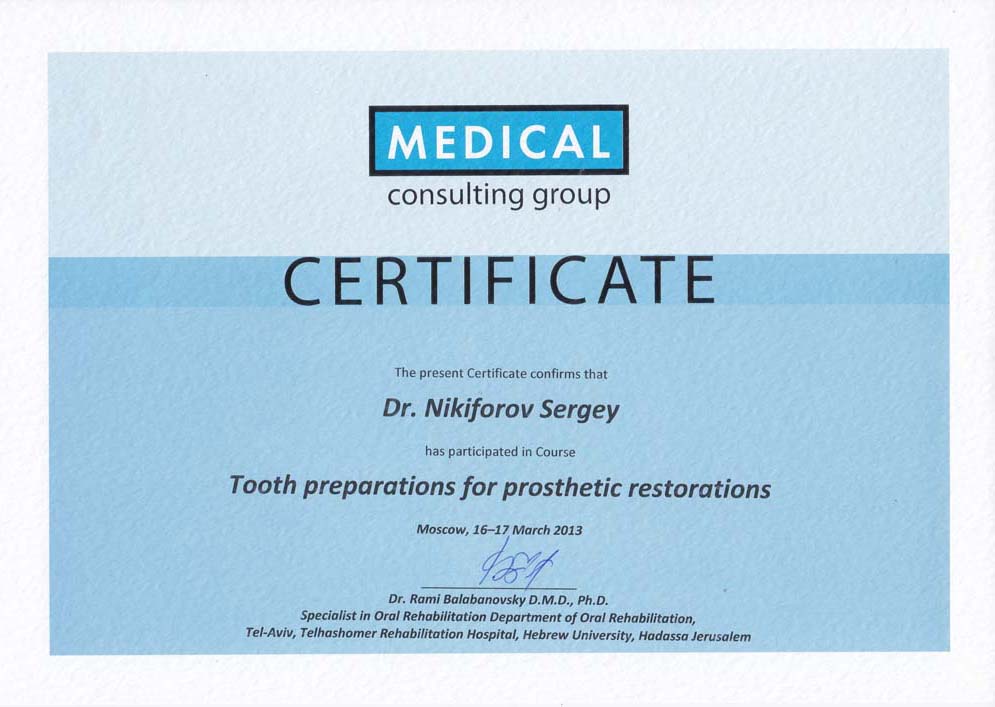 MEDICAL
consulting group
CERTIFICATE
The present Certificate confirms that
Dr. Nikiforov Sergey
has participated in Course
Tooth preparations for prosthetic restorations
Moscow, 16–17 March 2013
Dr. Rami Balabanovsky D.M.D., Ph.D.
Specialist in Oral Rehabilitation Department of Oral Rehabilitation,
Tel-Aviv, Telhashomer Rehabilitation Hospital, Hebrew University, Hadassa Jerusalem